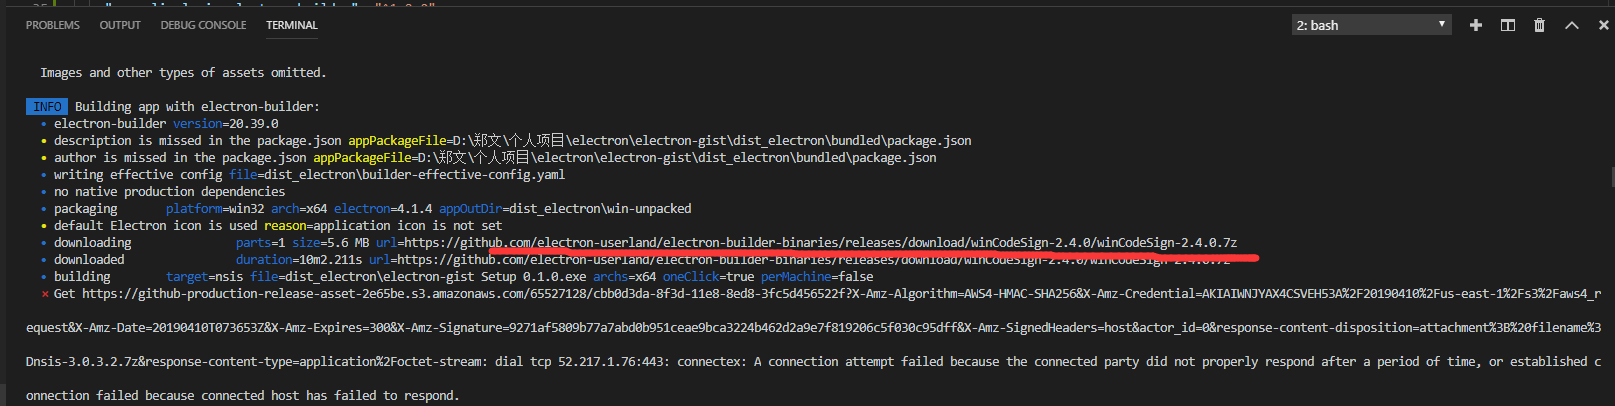 PROBLEMS OUTPUT DEBUG CONSOLE TERMINAL 2: bash
Images and other types of assets omitted.
INFO Building app with electron-builder:
• electron-builder version=20.39.0
• description is missed in the package.json appPackageFile=D:\郑文\个人项目\electron\electron-gist\dist_electron\bundled\package.json
• author is missed in the package.json appPackageFile=D:\郑文\个人项目\electron\electron-gist\dist_electron\bundled\package.json
• writing effective config file=dist_electron\builder-effective-config.yaml
• no native production dependencies
• packaging platform=win32 arch=x64 electron=4.1.4 appOutDir=dist_electron\win-unpacked
• default Electron icon is used reason=application icon is not set
• downloading parts=1 size=5.6 MB url=https://github.com/electron-userland/electron-builder-binaries/releases/download/winCodeSign-2.4.0/winCodeSign-2.4.0.7z
• downloaded duration=10m2.211s url=https://github.com/electron-userland/electron-builder-binaries/releases/download/winCodeSign-2.4.0/winCodeSign-2.4.0.7z
• building target=nsis file=dist_electron\electron-gist Setup 0.1.0.exe archs=x64 oneClick=true perMachine=false
× Get https://github-production-release-asset-2e65be.s3.amazonaws.com/65527128/cbb0d3da-8f3d-11e8-8ed8-3fc5d456522f?X-Amz-Algorithm=AWS4-HMAC-SHA256&X-Amz-Credential=AKIAIWNJYAX4CSVEH53A%2F20190410%2Fus-east-1%2Fs3%2Faws4_r
equest&X-Amz-Date=20190410T073653Z&X-Amz-Expires=300&X-Amz-Signature=9271af5809b77a7abd0b951ceae9bca3224b462d2a9e7f819206c5f030c95dff&X-Amz-SignedHeaders=host&actor_id=0&response-content-disposition=attachment%3B%20filename%3
Dnsis-3.0.3.2.7z&response-content-type=application%2Foctet-stream: dial tcp 52.217.1.76:443: connectex: A connection attempt failed because the connected party did not properly respond after a period of time, or established c
onnection failed because connected host has failed to respond.